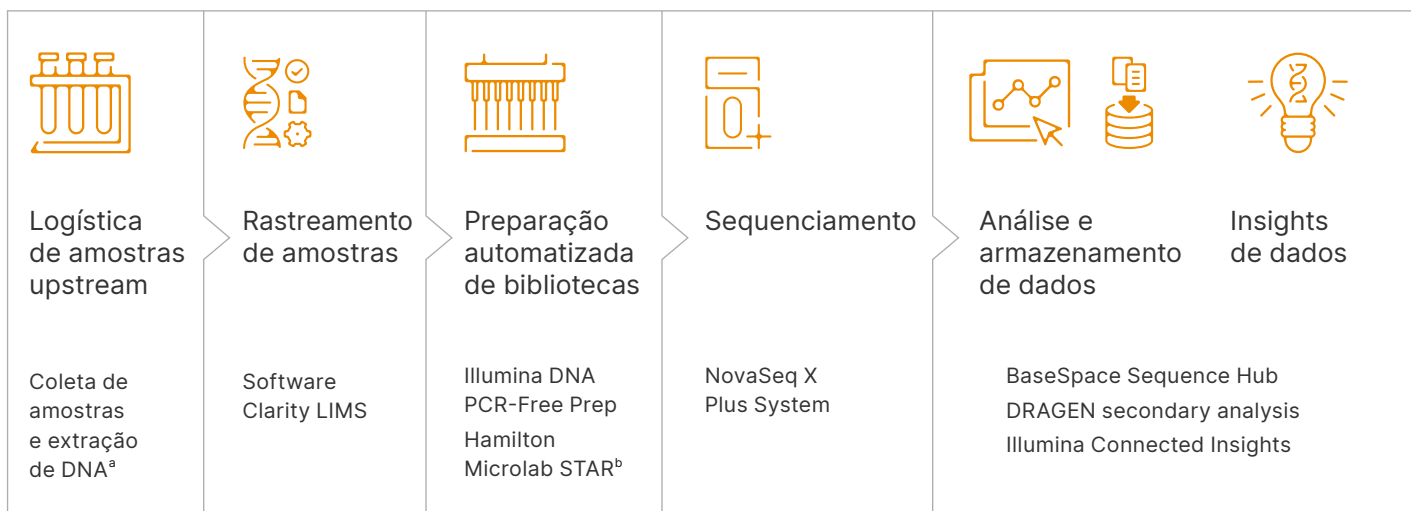 Logística
de amostras
upstream
Rastreamento
de amostras
Preparação
automatizada
de bibliotecas
Sequenciamento
Análise e
armazenamento
de dados
Insights
de dados
Coleta de
amostras
e extração
de DNAᵃ
Software
Clarity LIMS
Illumina DNA
PCR-Free Prep
Hamilton
Microlab STARᵇ
NovaSeq X
Plus System
BaseSpace Sequence Hub
DRAGEN secondary analysis
Illumina Connected Insights